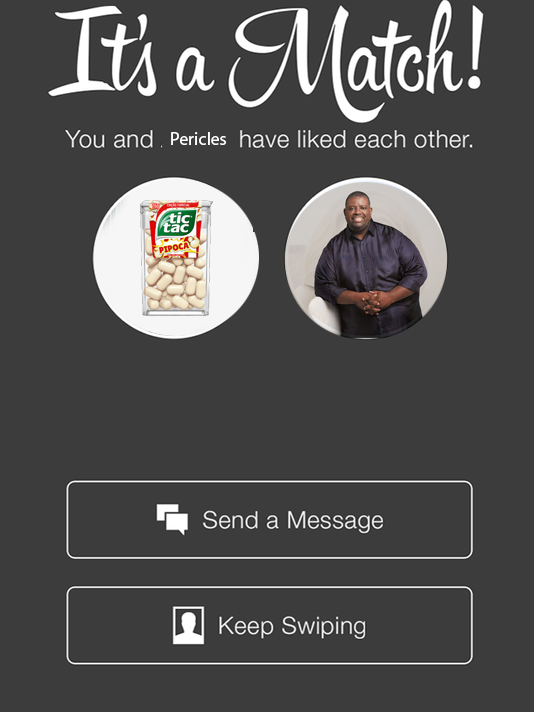 It's a Match!
You and . Pericles have liked each other.
tic
tac
PIPOCA
Send a Message
Keep Swiping